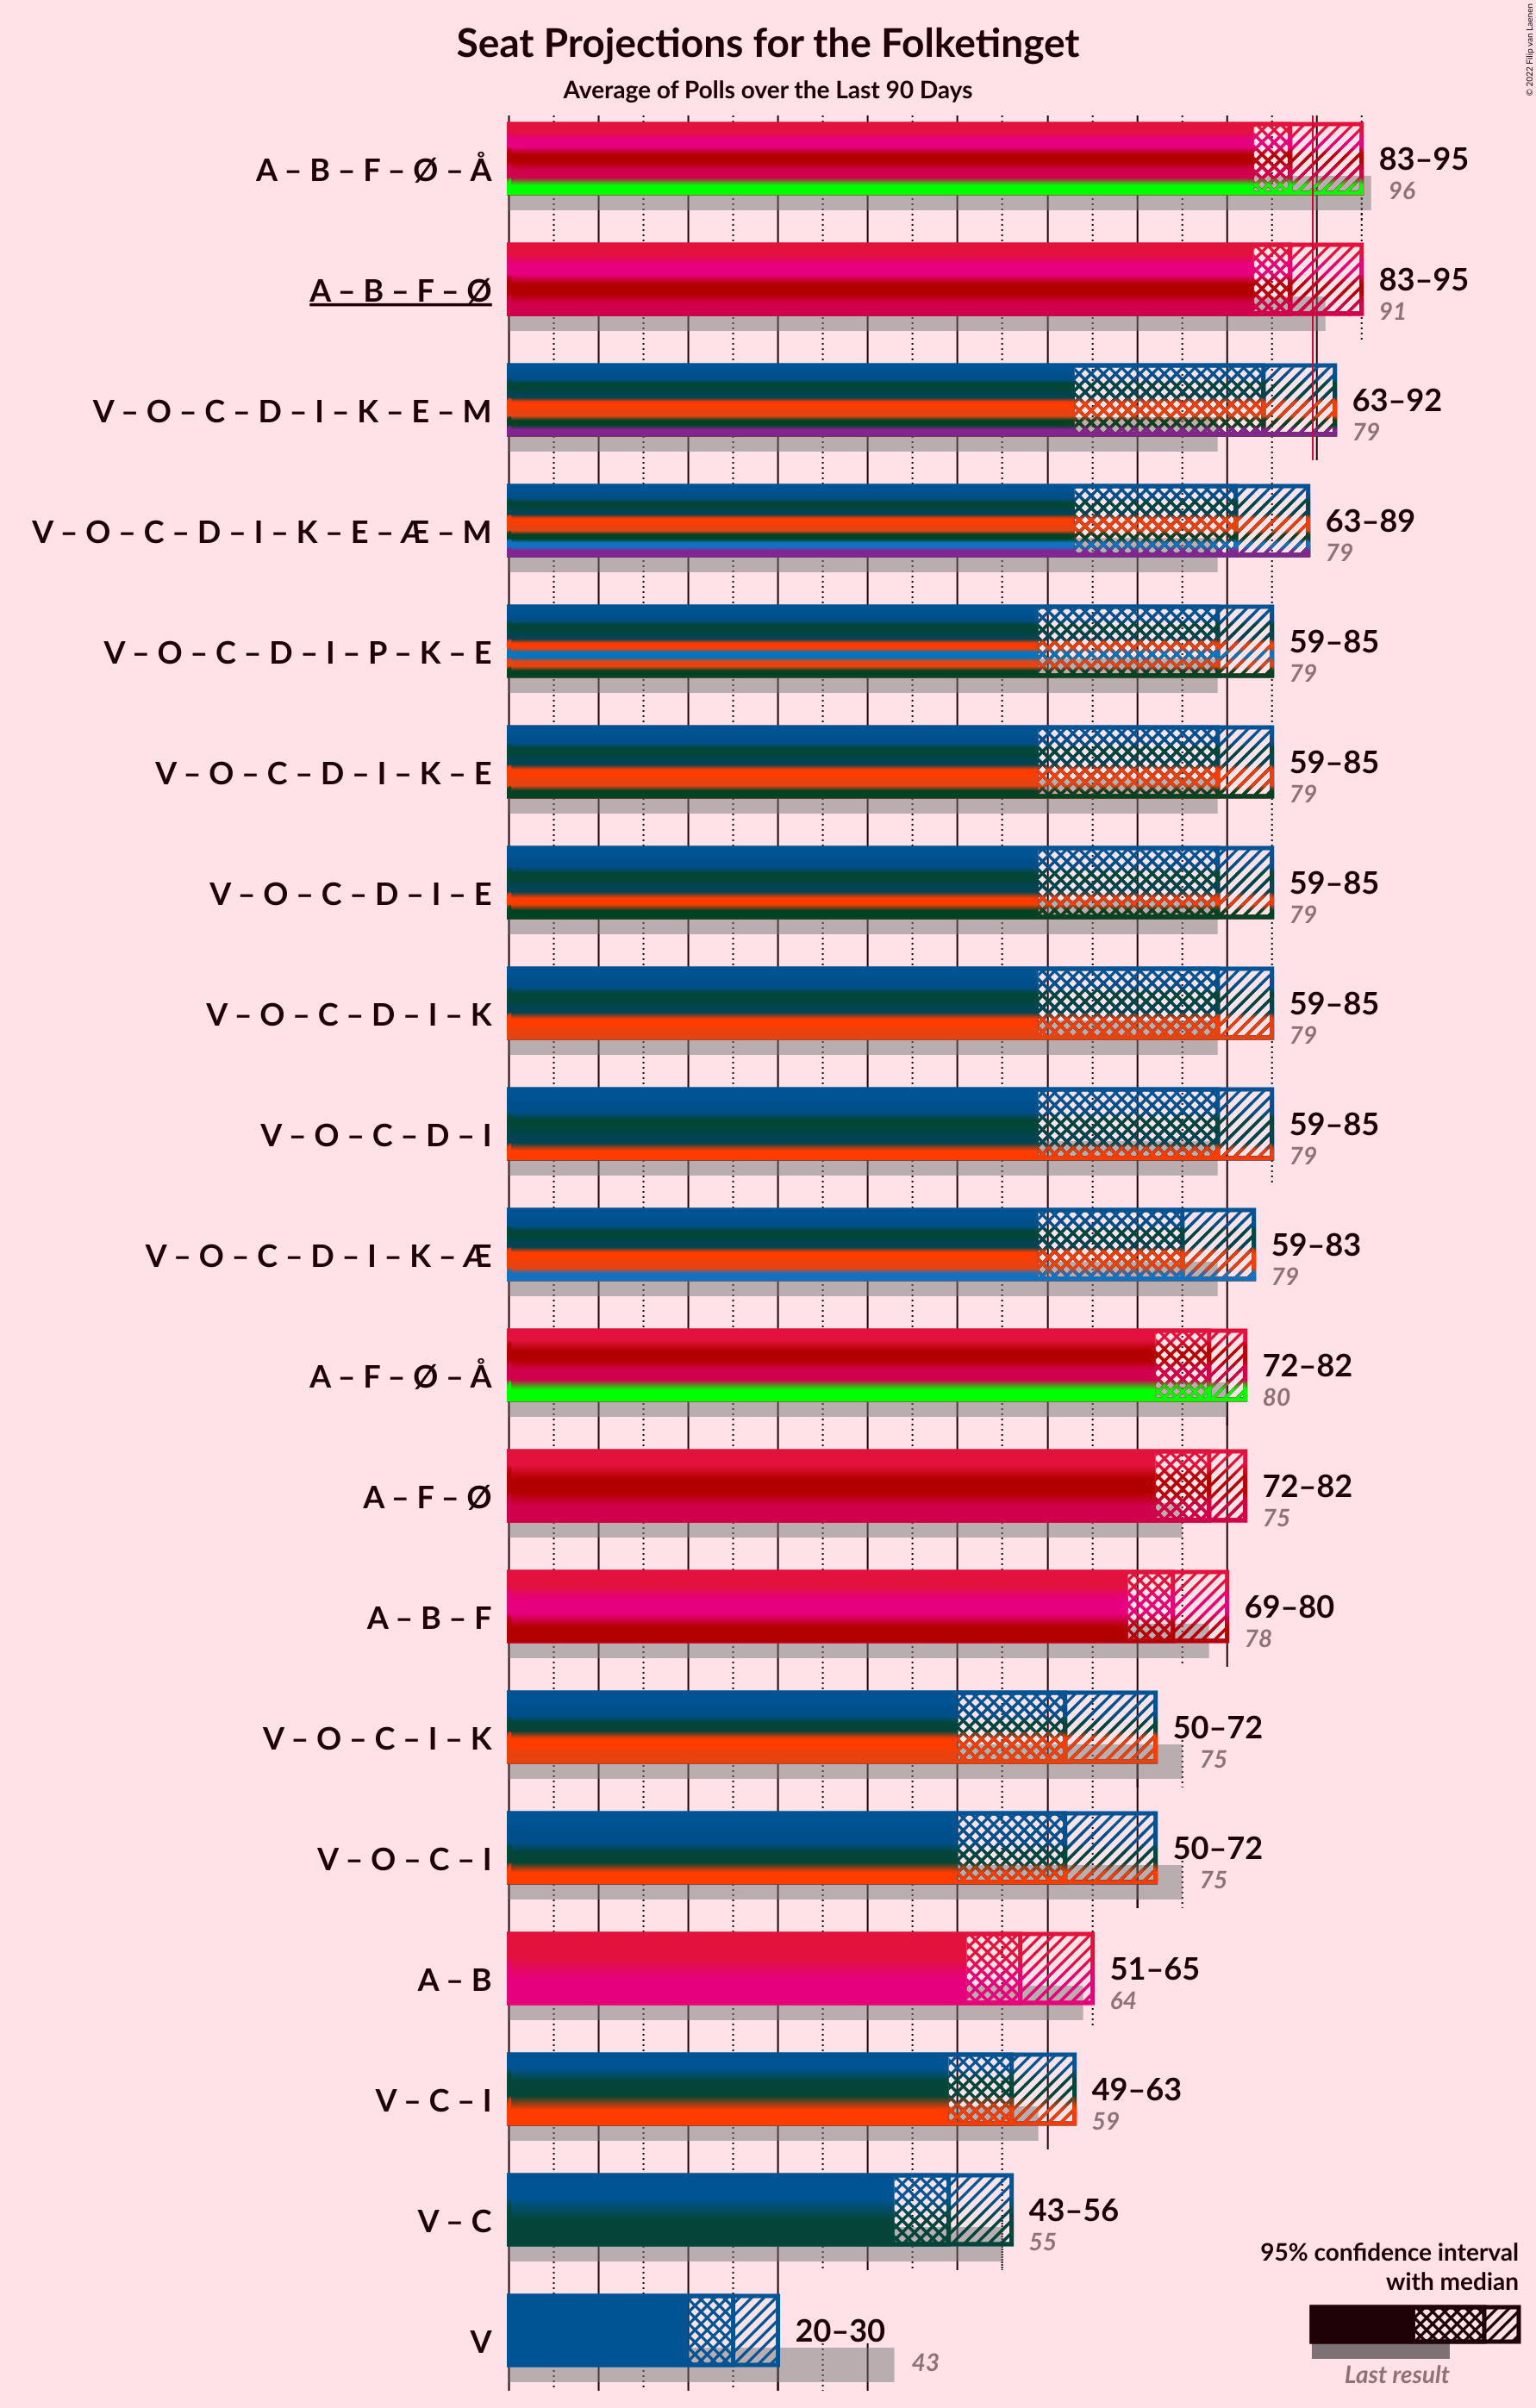 Seat Projections for the Folketinget
Average of Polls over the Last 90 Days
© 2022 Filip van Laenen
A – B – F – Ø – Å
83–95
96
A – B – F – Ø
83–95
91
V – O – C – D – I – K – E – M
63–92
79
V – O – C – D – I – K – E – Æ – M
63–89
79
V – O – C – D – I – P – K – E
59–85
79
V – O – C – D – I – K – E
59–85
79
V – O – C – D – I – E
59–85
79
V – O – C – D – I – K
59–85
79
V – O – C – D – I
59–85
79
V – O – C – D – I – K – Æ
59–83
79
A – F – Ø – Å
72–82
80
A – F – Ø
72–82
75
A – B – F
69–80
78
V – O – C – I – K
50–72
75
V – O – C – I
50–72
75
A – B
51–65
64
V – C – I
49–63
59
V – C
43–56
55
V
20–30
43
95% confidence interval
with median
Last result